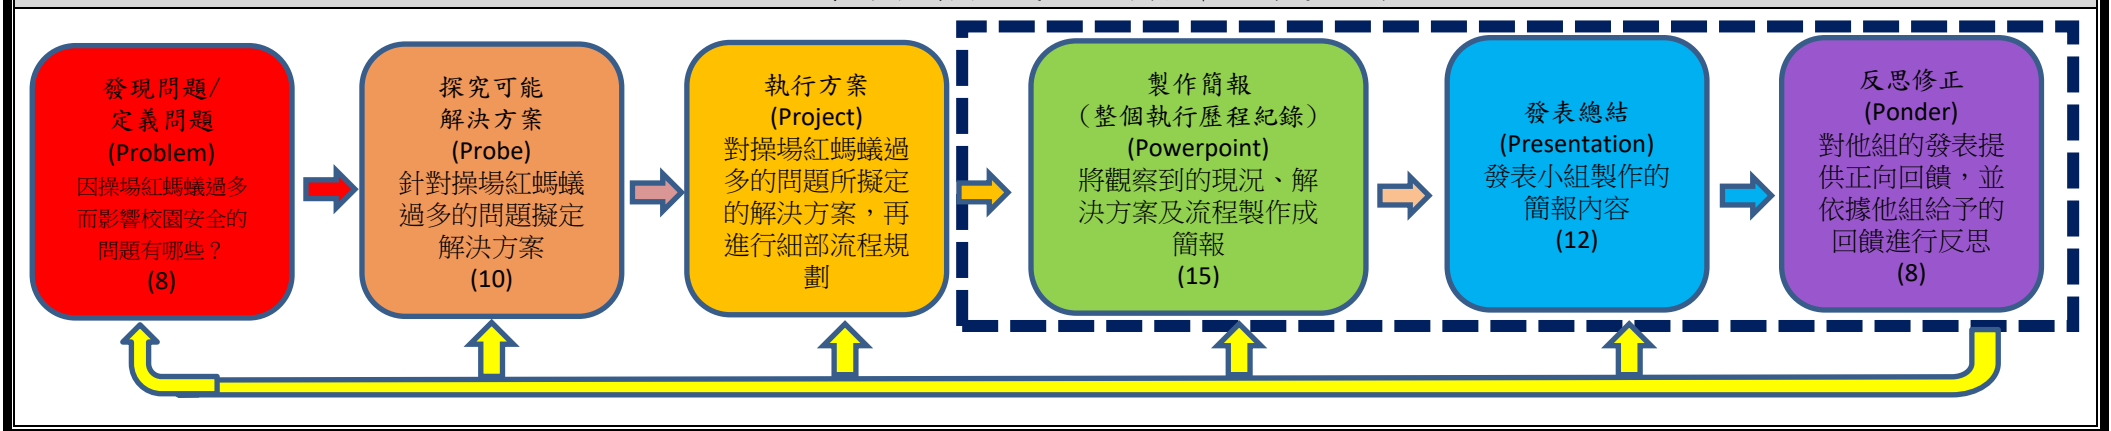 發現問題/
定義問題
(Problem)
因操場紅螞蟻過多
而影響校園安全的
問題有哪些？
(8)
探究可能
解決方案
(Probe)
針對操場紅螞蟻
過多的問題擬定
解決方案
(10)
執行方案
(Project)
對操場紅螞蟻過
多的問題所擬定
的解決方案，再
進行細部流程規
劃
製作簡報
（整個執行歷程紀錄）
(Powerpoint)
將觀察到的現況、解
決方案及流程製作成
簡報
(15)
發表總結
(Presentation)
發表小組製作的
簡報內容
(12)
反思修正
(Ponder)
對他組的發表提
供正向回饋，並
依據他組給予的
回饋進行反思
(8)